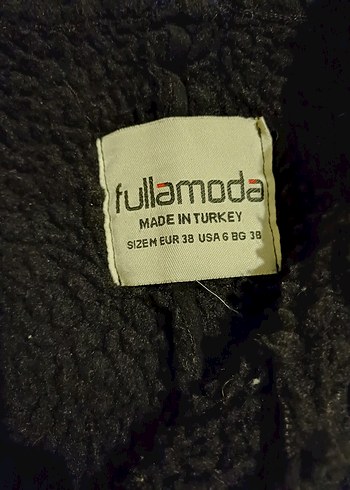 fullamoda
MADE IN TURKEY
SIZE M EUR 38 USA 6 BG 38